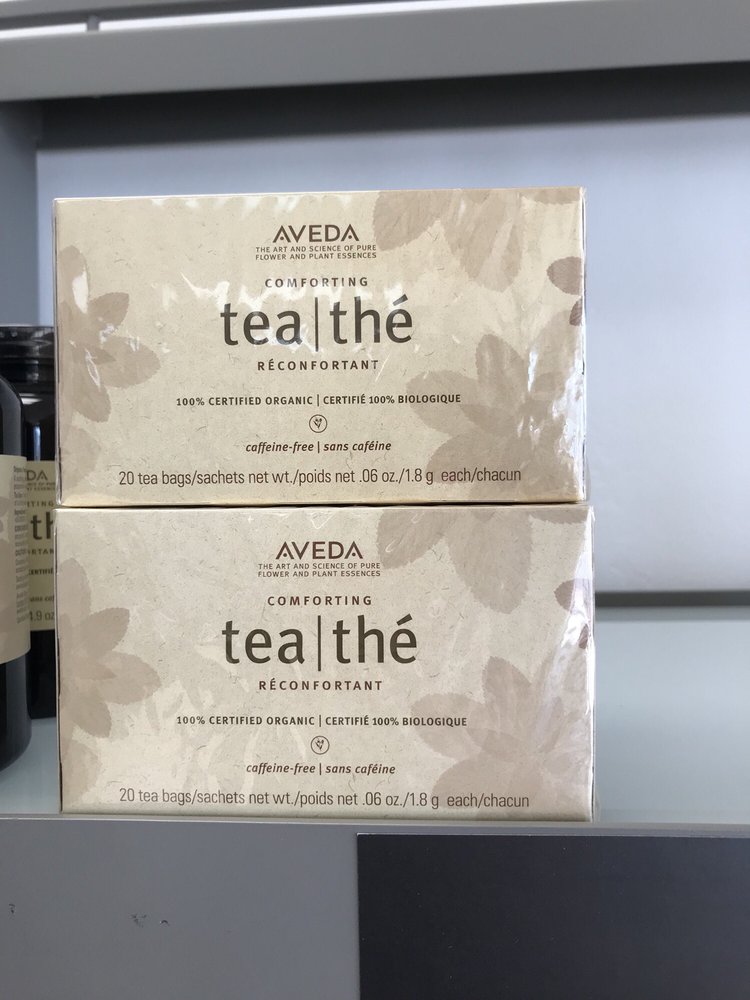 AVEDA
THE ART AND SCIENCE OF PURE
FLOWER AND PLANT ESSENCES
COMFORTING
tea|thé
RÉCONFORTANT
100% CERTIFIED ORGANIC | CERTIFIÉ 100% BIOLOGIQUE
caffeine-free | sans caféine
20 tea bags/sachets net wt./poids net .06 oz./1.8 g each/chacun
AVEDA
THE ART AND SCIENCE OF PURE
FLOWER AND PLANT ESSENCES
COMFORTING
tea|thé
RÉCONFORTANT
100% CERTIFIED ORGANIC | CERTIFIÉ 100% BIOLOGIQUE
caffeine-free | sans caféine
20 tea bags/sachets net wt./poids net .06 oz./1.8 g each/chacun